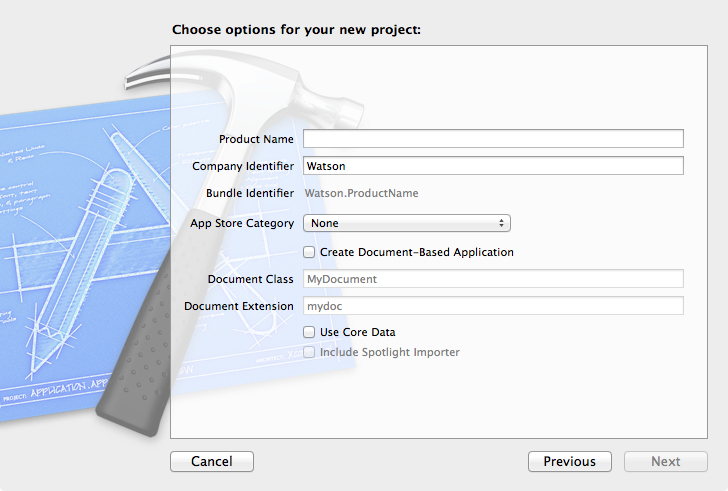 Choose options for your new project:
Product Name
Company Identifier Watson
Bundle Identifier Watson.ProductName
App Store Category None
Create Document-Based Application
Document Class MyDocument
Document Extension mydoc
Use Core Data
Include Spotlight Importer
PROJECT: APPLICATION.APP
Cancel Previous Next